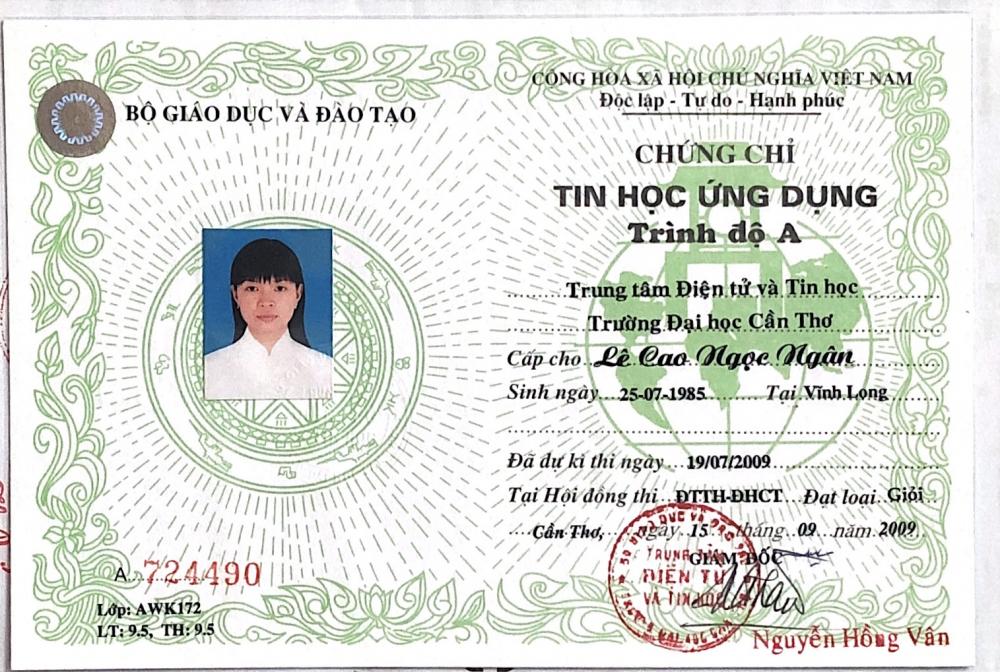 BỘ GIÁO DỤC VÀ ĐÀO TẠO
A 724490
Lớp: AWK172
LT: 9.5, TH: 9.5
CỘNG HÒA XÃ HỘI CHỦ NGHĨA VIỆT NAM
Độc lập - Tự do - Hạnh phúc
CHỨNG CHỈ
TIN HỌC ỨNG DỤNG
Trình độ A
Trung tâm Điện tử và Tin học
Trường Đại học Cần Thơ
Cấp cho Lê Cao Ngọc Ngân
Sinh ngày 25-07-1985 Tại Vĩnh Long
Đã dự kì thi ngày 19/07/2009
Tại Hội đồng thi ĐTTH-ĐHCT Đạt loại Giỏi
Cần Thơ, ngày 15 tháng 09 năm 2009
GIÁM ĐỐC
TRUNG TÂM
ĐIỆN TỬ
VÀ TIN HỌC
Nguyễn Hồng Vân